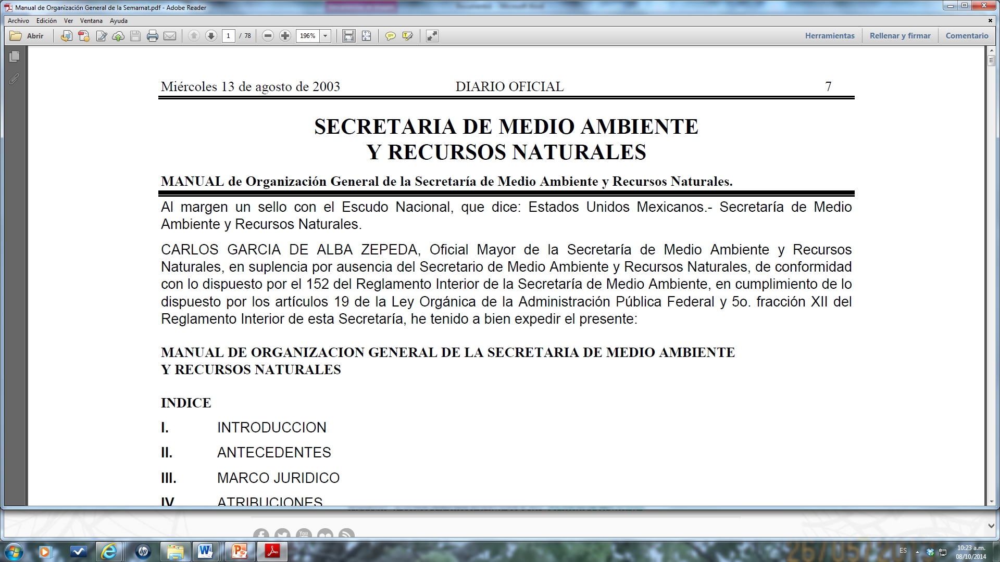 Manual de Organización General de la Semarnat.pdf - Adobe Reader
Archivo Edición Ver Ventana Ayuda
Abrir 1 / 78 196% Herramientas Rellenar y firmar Comentario
Miércoles 13 de agosto de 2003 DIARIO OFICIAL 7
SECRETARIA DE MEDIO AMBIENTE
Y RECURSOS NATURALES
MANUAL de Organización General de la Secretaría de Medio Ambiente y Recursos Naturales.
Al margen un sello con el Escudo Nacional, que dice: Estados Unidos Mexicanos.- Secretaría de Medio
Ambiente y Recursos Naturales.
CARLOS GARCIA DE ALBA ZEPEDA, Oficial Mayor de la Secretaría de Medio Ambiente y Recursos
Naturales, en suplencia por ausencia del Secretario de Medio Ambiente y Recursos Naturales, de conformidad
con lo dispuesto por el 152 del Reglamento Interior de la Secretaría de Medio Ambiente, en cumplimiento de lo
dispuesto por los artículos 19 de la Ley Orgánica de la Administración Pública Federal y 5o. fracción XII del
Reglamento Interior de esta Secretaría, he tenido a bien expedir el presente:
MANUAL DE ORGANIZACION GENERAL DE LA SECRETARIA DE MEDIO AMBIENTE
Y RECURSOS NATURALES
INDICE
I. INTRODUCCION
II. ANTECEDENTES
III. MARCO JURIDICO
IV ATRIBUCIONES
You
ES 10:23 a.m.
08/10/2014